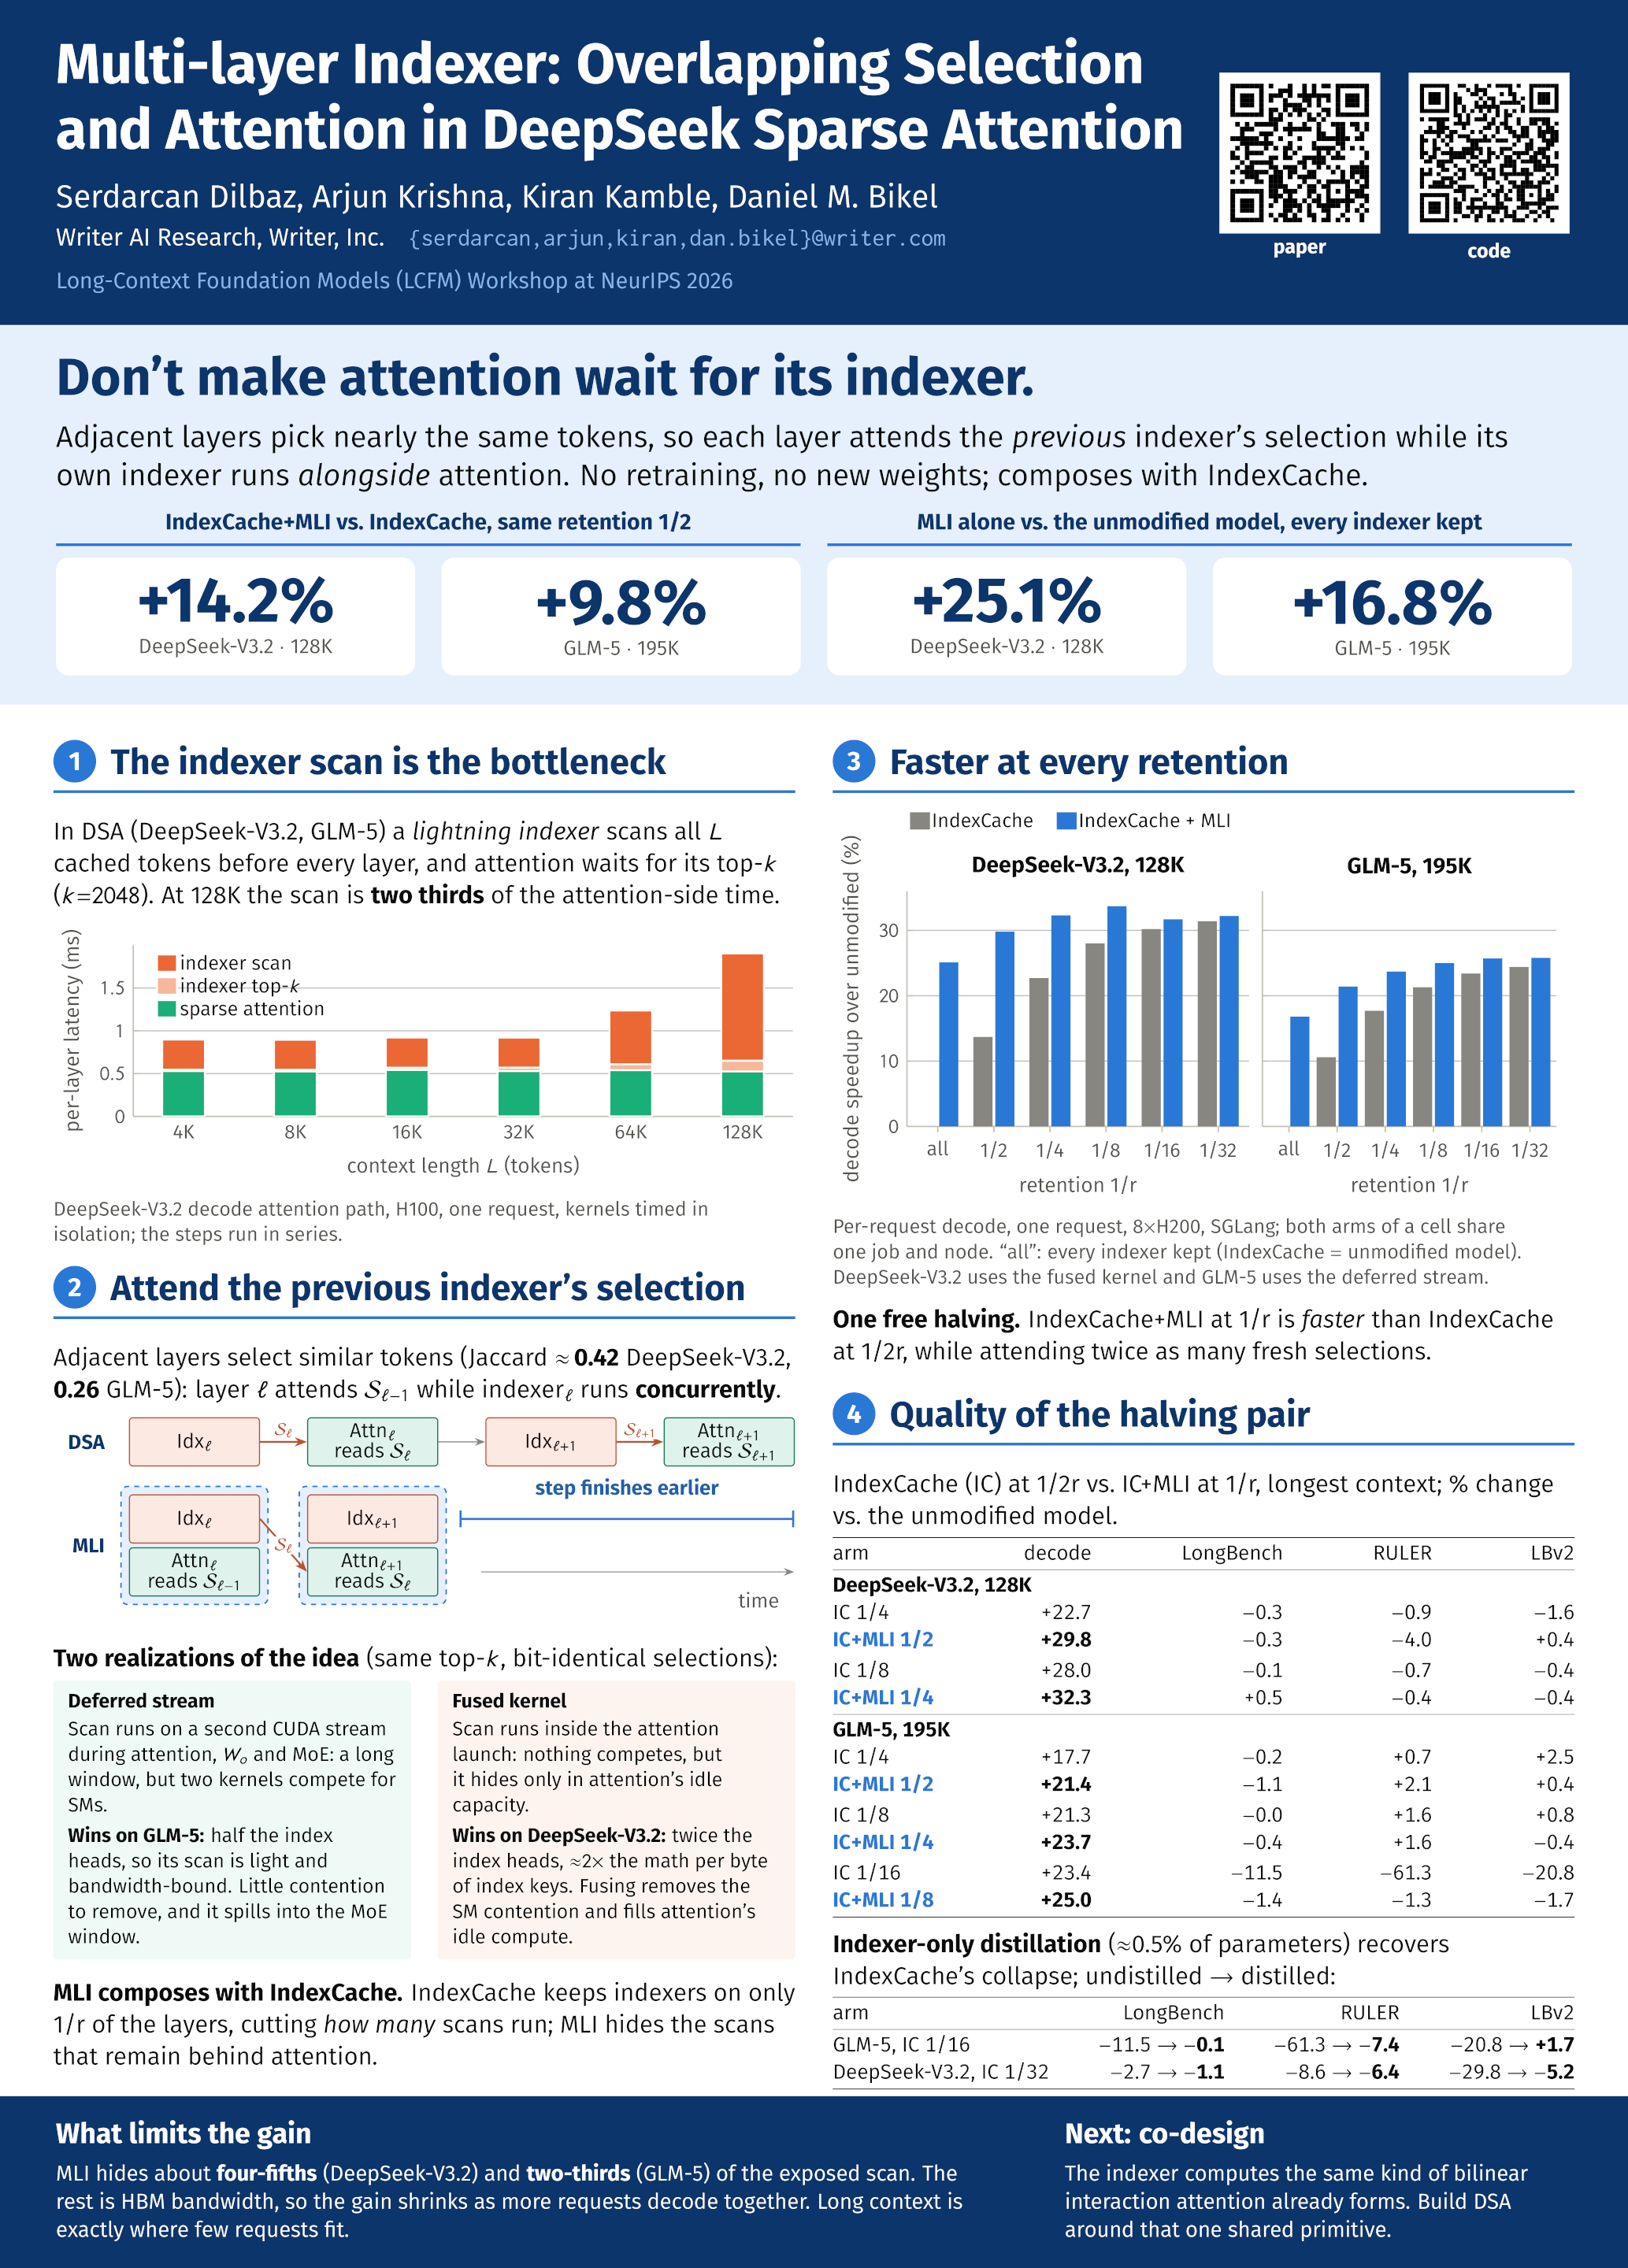 Multi-layer Indexer: Overlapping Selection
and Attention in DeepSeek Sparse Attention
Serdarcan Dilbaz, Arjun Krishna, Kiran Kamble, Daniel M. Bikel
Writer AI Research, Writer, Inc. {serdarcan,arjun,kiran,dan.bikel}@writer.com
Long-Context Foundation Models (LCFM) Workshop at NeurIPS 2026
paper
code
Don't make attention wait for its indexer.
Adjacent layers pick nearly the same tokens, so each layer attends the previous indexer's selection while its
own indexer runs alongside attention. No retraining, no new weights; composes with IndexCache.
IndexCache+MLI vs. IndexCache, same retention 1/2
+14.2%
DeepSeek-V3.2 · 128K
+9.8%
GLM-5 · 195K
MLI alone vs. the unmodified model, every indexer kept
+25.1%
DeepSeek-V3.2 · 128K
+16.8%
GLM-5 · 195K
1 The indexer scan is the bottleneck
In DSA (DeepSeek-V3.2, GLM-5) a lightning indexer scans all L
cached tokens before every layer, and attention waits for its top-k
(k=2048). At 128K the scan is two thirds of the attention-side time.
per-layer latency (ms)
indexer scan
indexer top-k
sparse attention
1.5
1
0.5
0
4K 8K 16K 32K 64K 128K
context length L (tokens)
DeepSeek-V3.2 decode attention path, H100, one request, kernels timed in
isolation; the steps run in series.
2 Attend the previous indexer's selection
Adjacent layers select similar tokens (Jaccard ≈ 0.42 DeepSeek-V3.2,
0.26 GLM-5): layer ℓ attends 𝒮ℓ−1 while indexerℓ runs concurrently.
DSA
Idxℓ
𝒮ℓ
Attnℓ
reads 𝒮ℓ
Idxℓ+1
𝒮ℓ+1
Attnℓ+1
reads 𝒮ℓ+1
MLI
Idxℓ
Attnℓ
reads 𝒮ℓ−1
𝒮ℓ
Idxℓ+1
Attnℓ+1
reads 𝒮ℓ
step finishes earlier
time
Two realizations of the idea (same top-k, bit-identical selections):
Deferred stream
Scan runs on a second CUDA stream
during attention, Wo and MoE: a long
window, but two kernels compete for
SMs.
Wins on GLM-5: half the index
heads, so its scan is light and
bandwidth-bound. Little contention
to remove, and it spills into the MoE
window.
Fused kernel
Scan runs inside the attention
launch: nothing competes, but
it hides only in attention's idle
capacity.
Wins on DeepSeek-V3.2: twice the
index heads, ≈2× the math per byte
of index keys. Fusing removes the
SM contention and fills attention's
idle compute.
MLI composes with IndexCache. IndexCache keeps indexers on only
1/r of the layers, cutting how many scans run; MLI hides the scans
that remain behind attention.
3 Faster at every retention
IndexCache IndexCache + MLI
decode speedup over unmodified (%)
DeepSeek-V3.2, 128K
GLM-5, 195K
30
20
10
0
all 1/2 1/4 1/8 1/16 1/32
all 1/2 1/4 1/8 1/16 1/32
retention 1/r
retention 1/r
Per-request decode, one request, 8×H200, SGLang; both arms of a cell share
one job and node. “all”: every indexer kept (IndexCache = unmodified model).
DeepSeek-V3.2 uses the fused kernel and GLM-5 uses the deferred stream.
One free halving. IndexCache+MLI at 1/r is faster than IndexCache
at 1/2r, while attending twice as many fresh selections.
4 Quality of the halving pair
IndexCache (IC) at 1/2r vs. IC+MLI at 1/r, longest context; % change
vs. the unmodified model.
arm decode LongBench RULER LBv2
DeepSeek-V3.2, 128K
IC 1/4 +22.7 −0.3 −0.9 −1.6
IC+MLI 1/2 +29.8 −0.3 −4.0 +0.4
IC 1/8 +28.0 −0.1 −0.7 −0.4
IC+MLI 1/4 +32.3 +0.5 −0.4 −0.4
GLM-5, 195K
IC 1/4 +17.7 −0.2 +0.7 +2.5
IC+MLI 1/2 +21.4 −1.1 +2.1 +0.4
IC 1/8 +21.3 −0.0 +1.6 +0.8
IC+MLI 1/4 +23.7 −0.4 +1.6 −0.4
IC 1/16 +23.4 −11.5 −61.3 −20.8
IC+MLI 1/8 +25.0 −1.4 −1.3 −1.7
Indexer-only distillation (≈0.5% of parameters) recovers
IndexCache's collapse; undistilled → distilled:
arm LongBench RULER LBv2
GLM-5, IC 1/16 −11.5 → −0.1 −61.3 → −7.4 −20.8 → +1.7
DeepSeek-V3.2, IC 1/32 −2.7 → −1.1 −8.6 → −6.4 −29.8 → −5.2
What limits the gain
MLI hides about four-fifths (DeepSeek-V3.2) and two-thirds (GLM-5) of the exposed scan. The
rest is HBM bandwidth, so the gain shrinks as more requests decode together. Long context is
exactly where few requests fit.
Next: co-design
The indexer computes the same kind of bilinear
interaction attention already forms. Build DSA
around that one shared primitive.